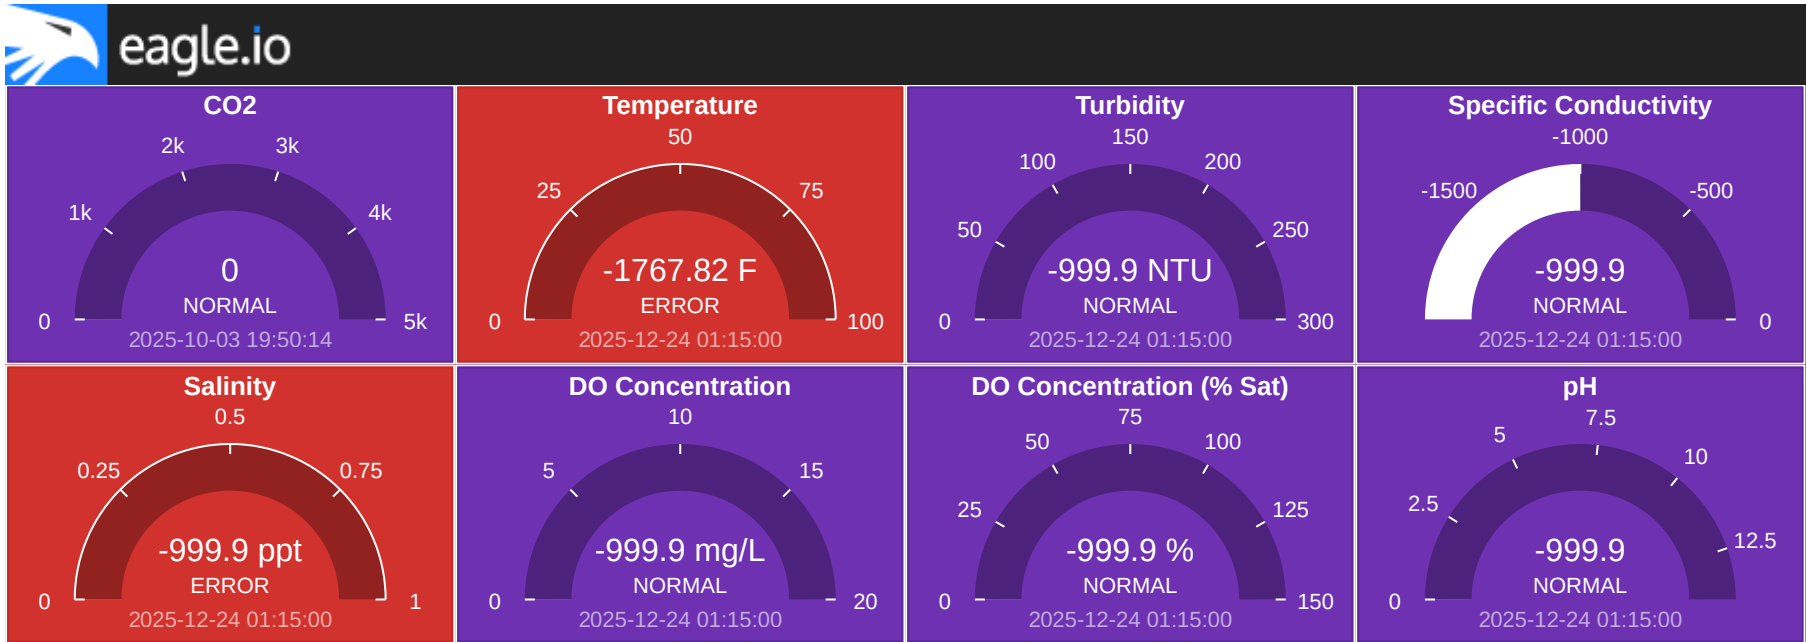 eagle.io
CO2
2k
3k
1k
4k
0
NORMAL
0
5k
2025-10-03 19:50:14
Temperature
50
25
75
-1767.82 F
ERROR
0
100
2025-12-24 01:15:00
Turbidity
150
100
200
50
250
-999.9 NTU
NORMAL
0
300
2025-12-24 01:15:00
Specific Conductivity
-1000
-1500
-500
-999.9
NORMAL
0
2025-12-24 01:15:00
Salinity
0.5
0.25
0.75
-999.9 ppt
ERROR
0
1
2025-12-24 01:15:00
DO Concentration
10
5
15
-999.9 mg/L
NORMAL
0
20
2025-12-24 01:15:00
DO Concentration (% Sat)
75
50
100
25
125
-999.9 %
NORMAL
0
150
2025-12-24 01:15:00
pH
7.5
5
10
2.5
12.5
-999.9
NORMAL
0
2025-12-24 01:15:00